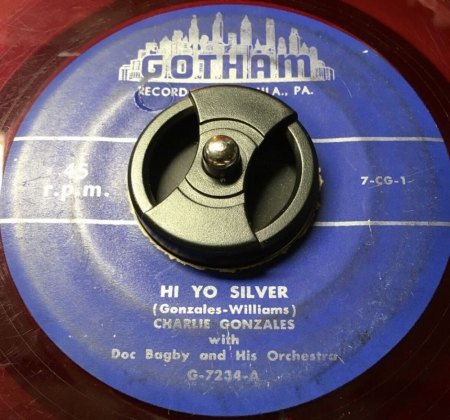 GOTHAM
RECORD
PA.
45
7-CG-1
r.p.m.
HI YO SILVER
(Gonzales-Williams)
CHARLIE GONZALES
with
Doc Bagby and His Orchestra
G-7234-A